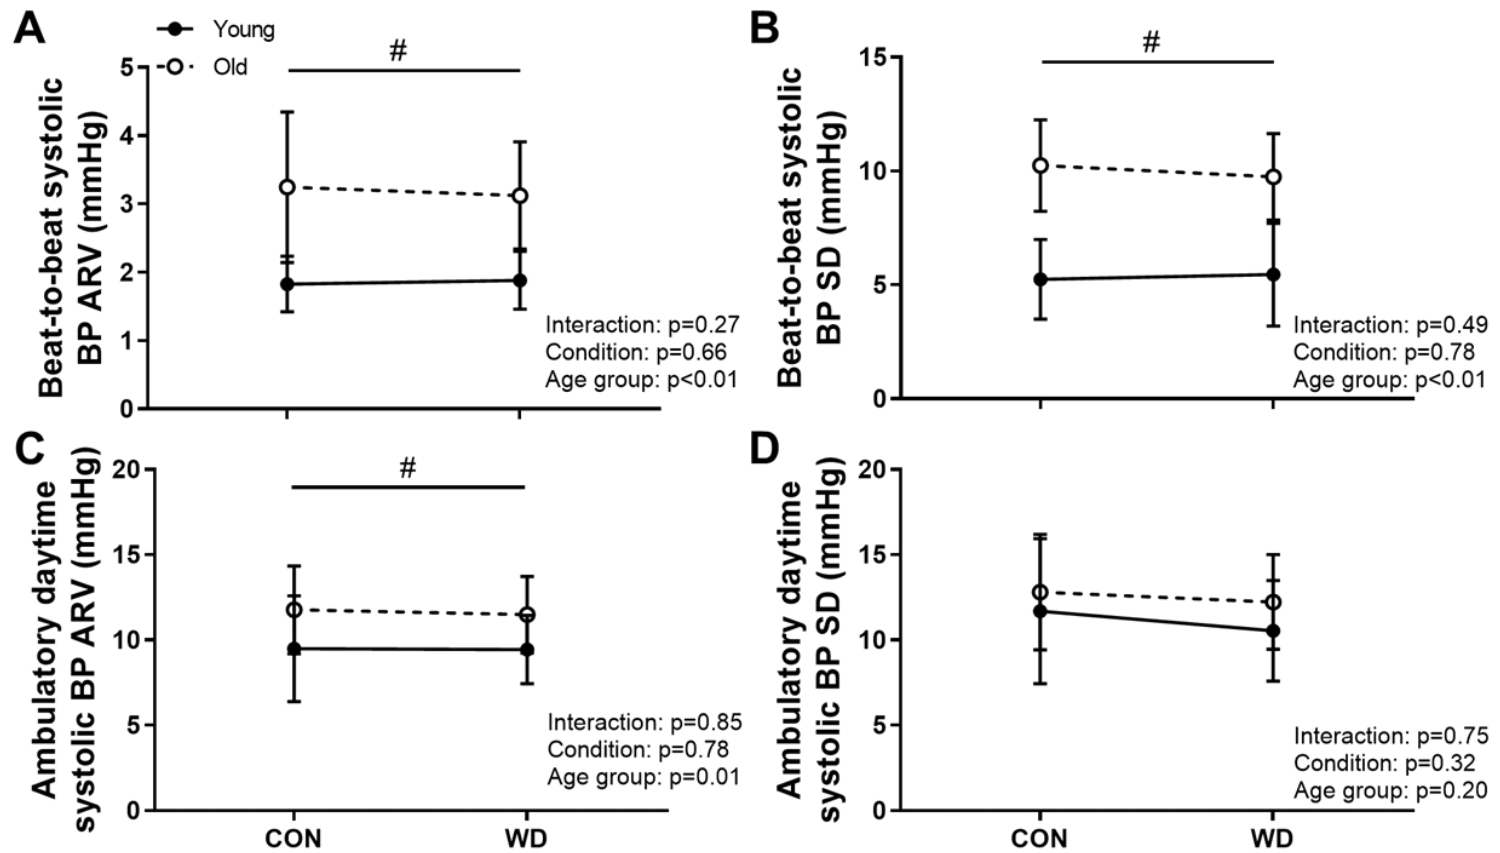 A
Young
Old
#
Beat-to-beat systolic
BP ARV (mmHg)
5
4
3
2
1
0
Interaction: p=0.27
Condition: p=0.66
Age group: p<0.01
B
#
Beat-to-beat systolic
BP SD (mmHg)
15
10
5
0
Interaction: p=0.49
Condition: p=0.78
Age group: p<0.01
C
#
Ambulatory daytime
systolic BP ARV (mmHg)
20
15
10
5
0
Interaction: p=0.85
Condition: p=0.78
Age group: p=0.01
CON
WD
D
Ambulatory daytime
systolic BP SD (mmHg)
20
15
10
5
0
Interaction: p=0.75
Condition: p=0.32
Age group: p=0.20
CON
WD